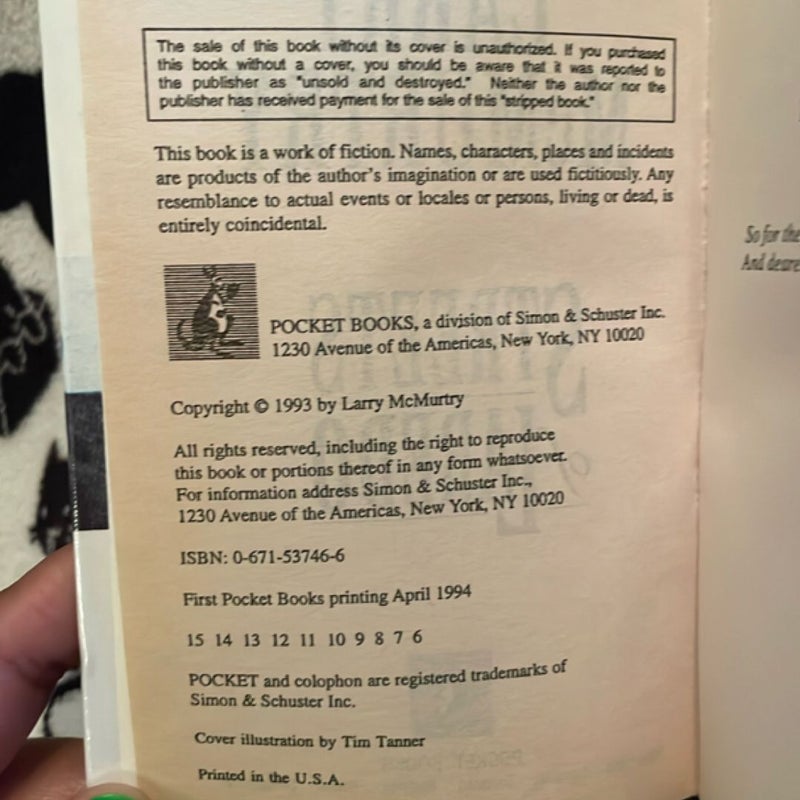 The sale of this book without its cover is unauthorized. If you purchased
this book without a cover, you should be aware that it was reported to
the publisher as "unsold and destroyed." Neither the author nor the
publisher has received payment for the sale of this "stripped book."
This book is a work of fiction. Names, characters, places and incidents
are products of the author's imagination or are used fictitiously. Any
resemblance to actual events or locales or persons, living or dead, is
entirely coincidental.
POCKET BOOKS, a division of Simon & Schuster Inc.
1230 Avenue of the Americas, New York, NY 10020
Copyright © 1993 by Larry McMurtry
All rights reserved, including the right to reproduce
this book or portions thereof in any form whatsoever.
For information address Simon & Schuster Inc.,
1230 Avenue of the Americas, New York, NY 10020
ISBN: 0-671-53746-6
First Pocket Books printing April 1994
15 14 13 12 11 10 9 8 7 6
POCKET and colophon are registered trademarks of
Simon & Schuster Inc.
Cover illustration by Tim Tanner
Printed in the U.S.A.
So for the
And deare